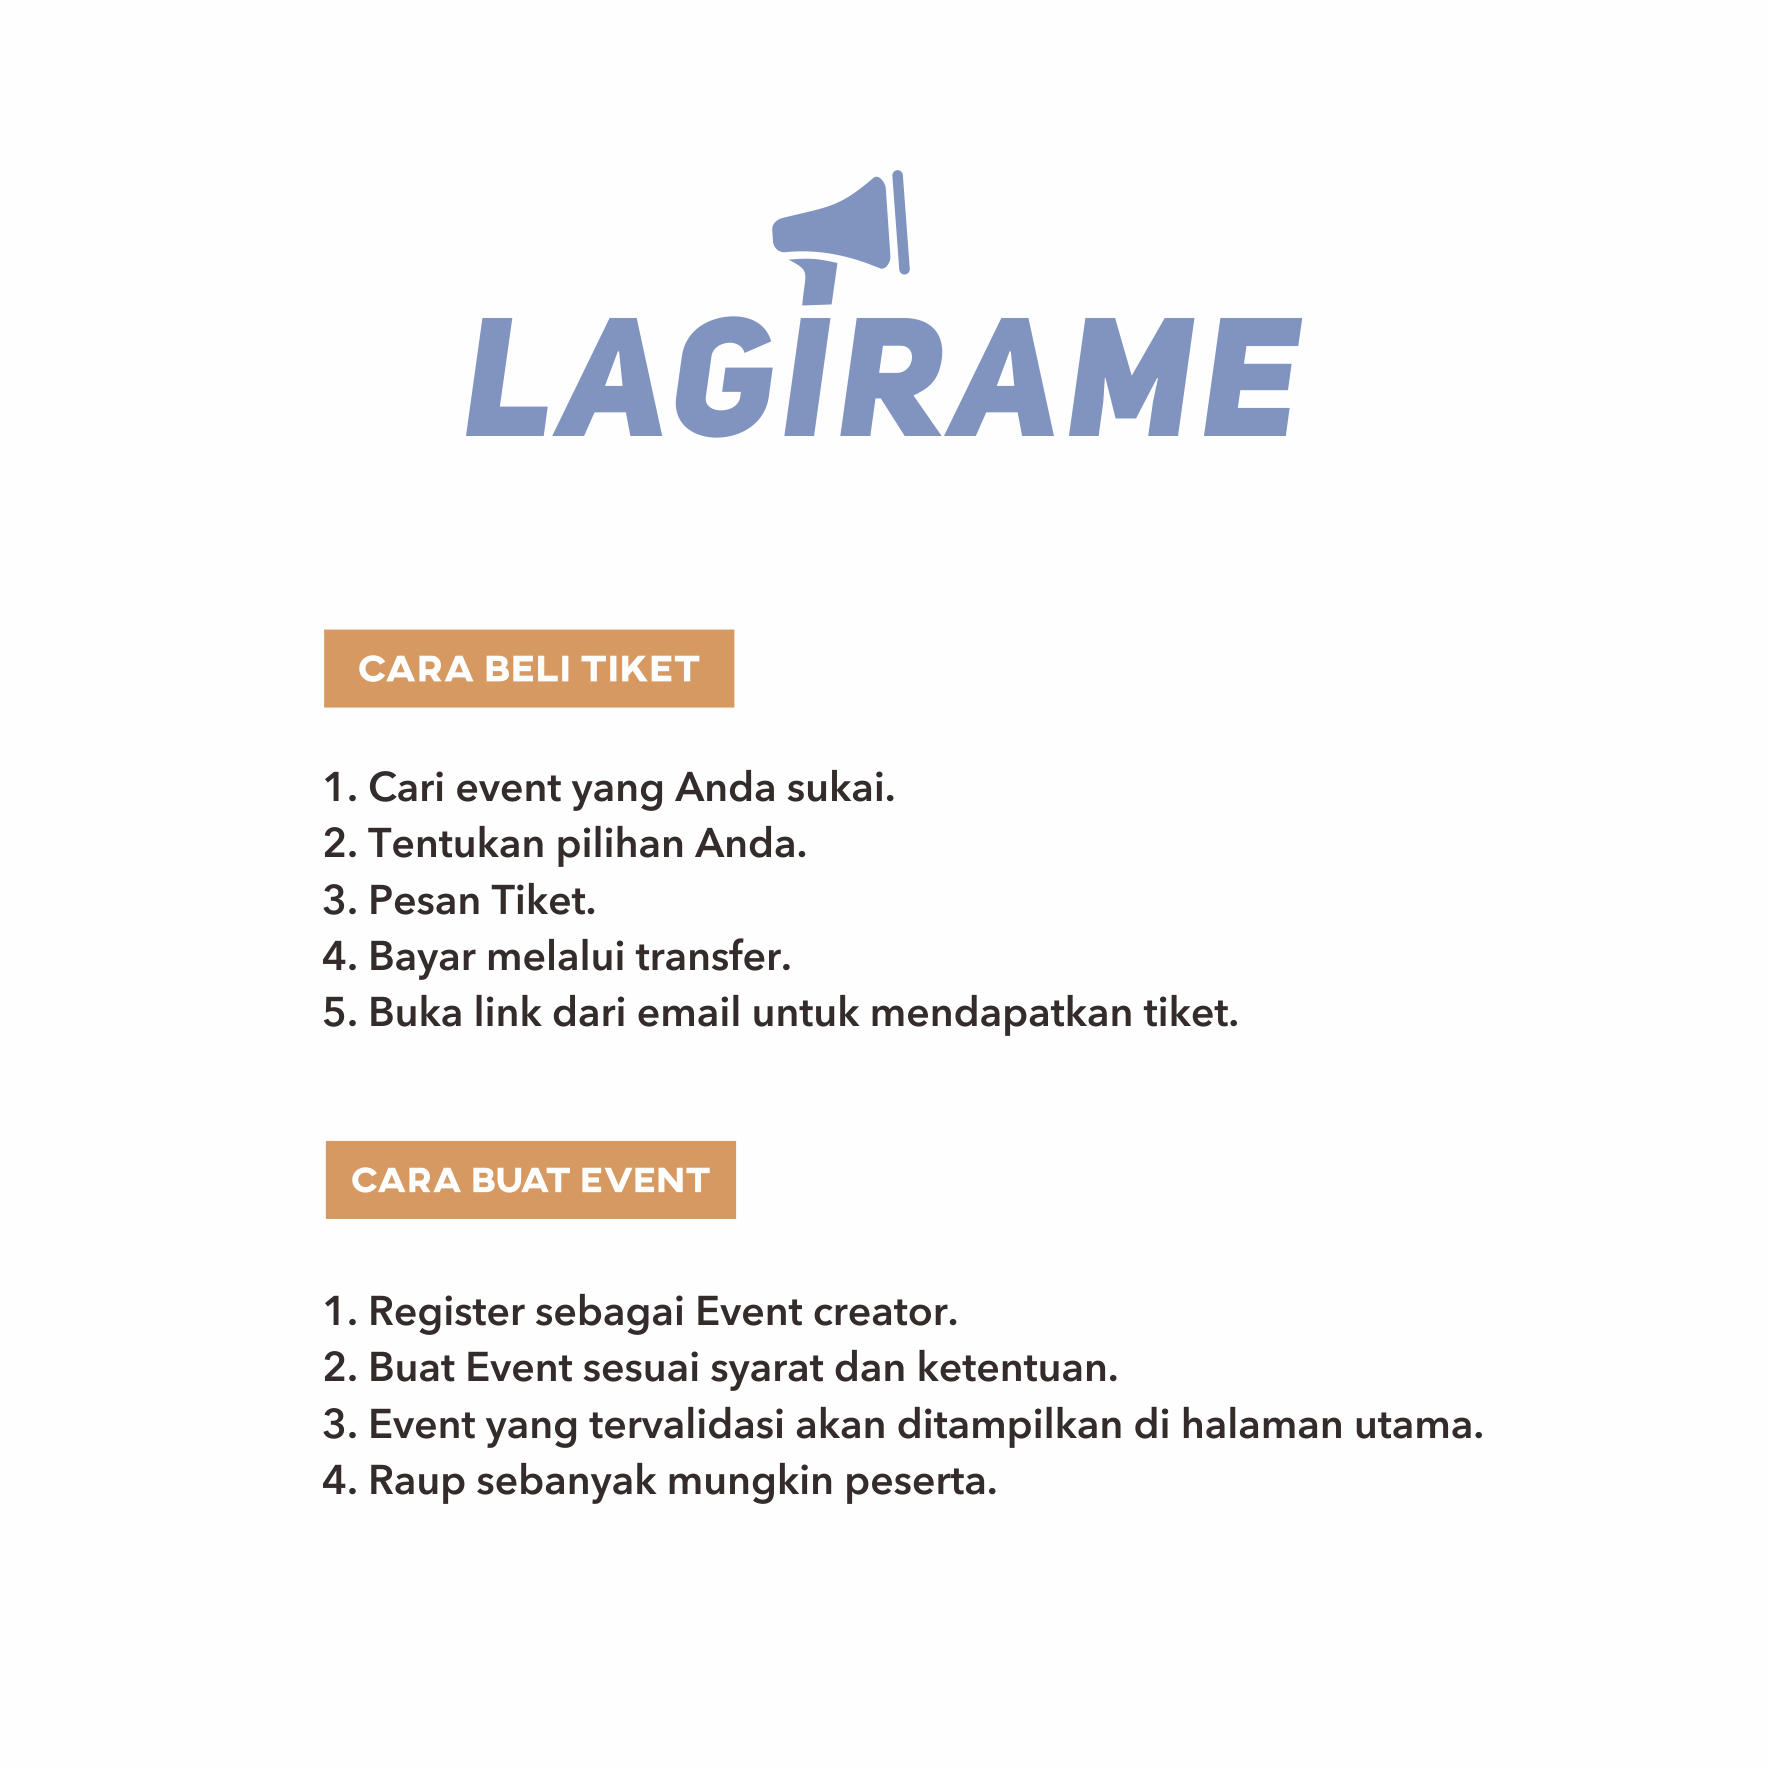 LAGIRAME
CARA BELI TIKET
1. Cari event yang Anda sukai.
2. Tentukan pilihan Anda.
3. Pesan Tiket.
4. Bayar melalui transfer.
5. Buka link dari email untuk mendapatkan tiket.
CARA BUAT EVENT
1. Register sebagai Event creator.
2. Buat Event sesuai syarat dan ketentuan.
3. Event yang tervalidasi akan ditampilkan di halaman utama.
4. Raup sebanyak mungkin peserta.